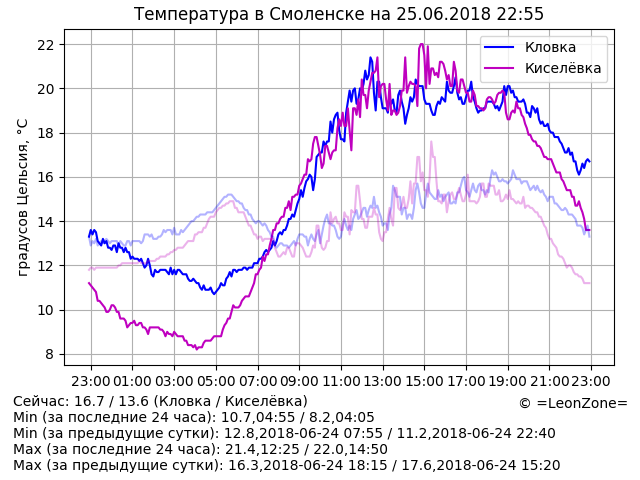 Температура в Смоленске на 25.06.2018 22:55
градусов Цельсия, °C
22
20
18
16
14
12
10
8
Кловка
Киселёвка
23:00 01:00 03:00 05:00 07:00 09:00 11:00 13:00 15:00 17:00 19:00 21:00 23:00
Сейчас: 16.7 / 13.6 (Кловка / Киселёвка)
© =LeonZone=
Min (за последние 24 часа): 10.7,04:55 / 8.2,04:05
Min (за предыдущие сутки): 12.8,2018-06-24 07:55 / 11.2,2018-06-24 22:40
Max (за последние 24 часа): 21.4,12:25 / 22.0,14:50
Max (за предыдущие сутки): 16.3,2018-06-24 18:15 / 17.6,2018-06-24 15:20